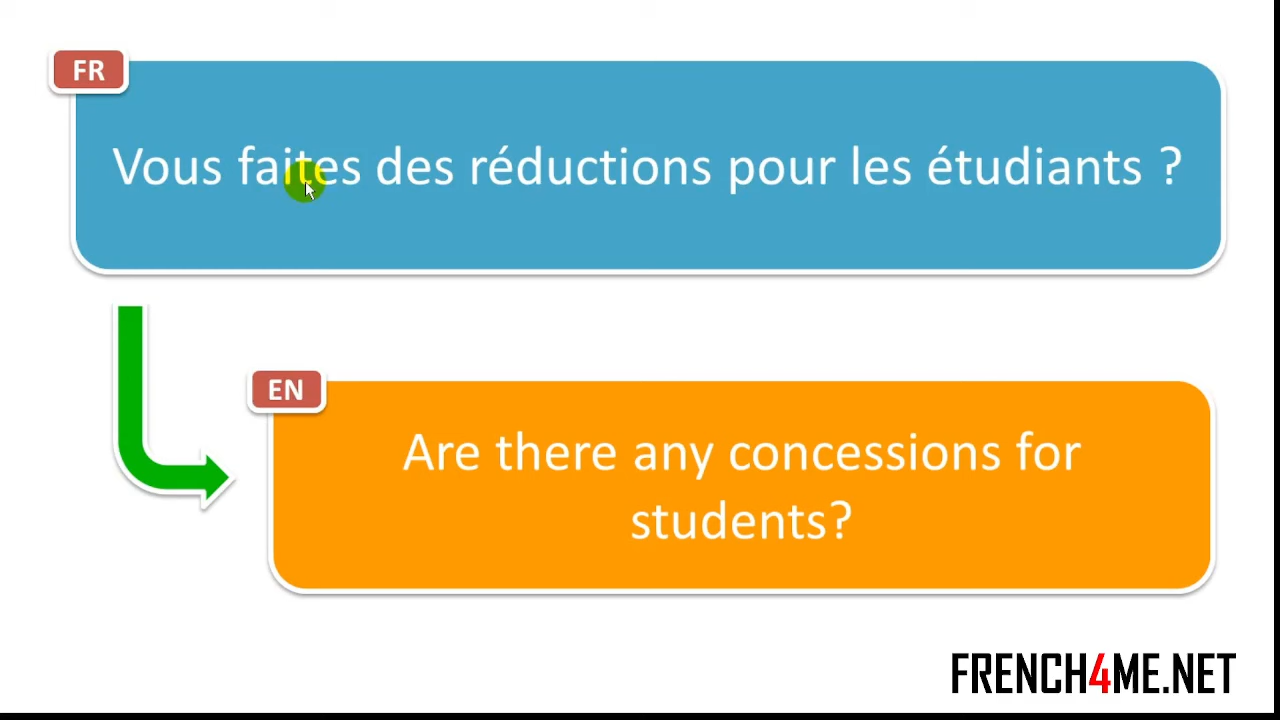 FR
Vous faites des réductions pour les étudiants ?
EN
Are there any concessions for
students?
FRENCH4ME.NET